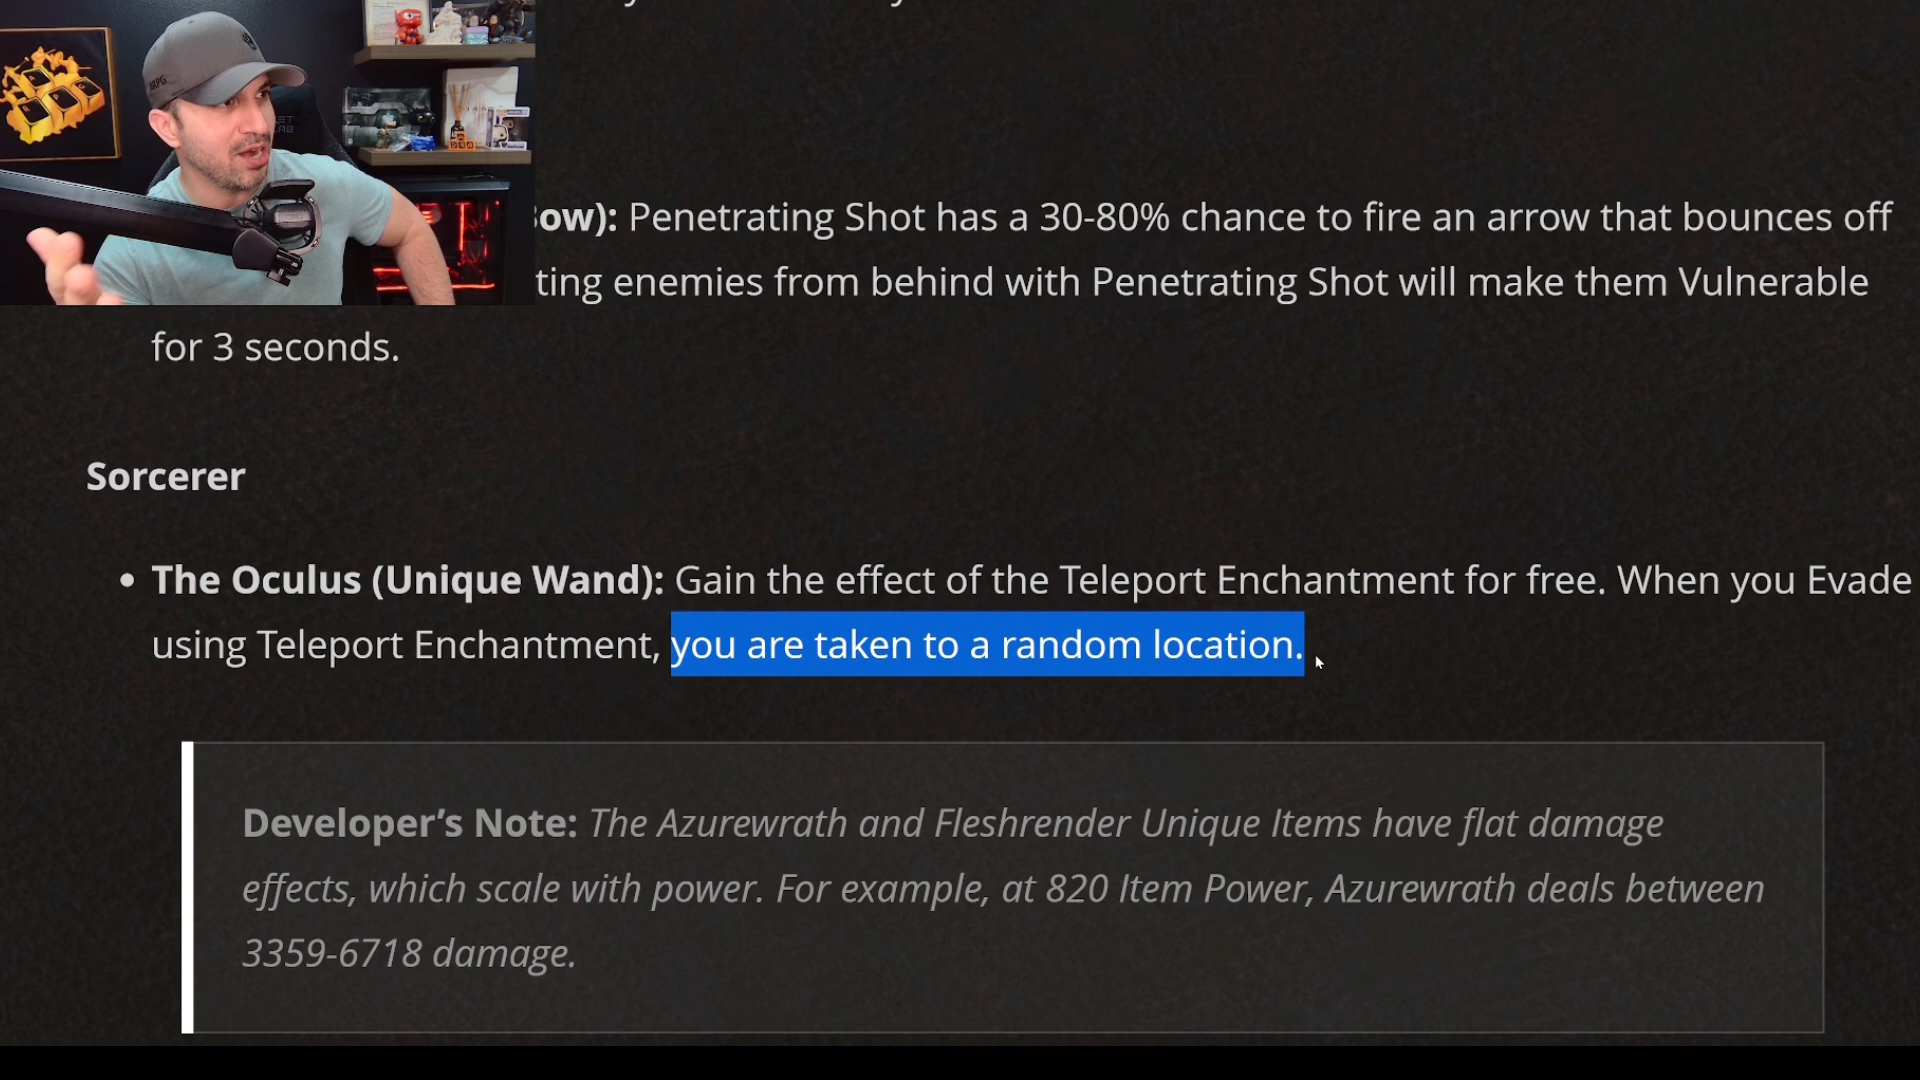 ow): Penetrating Shot has a 30-80% chance to fire an arrow that bounces off
ting enemies from behind with Penetrating Shot will make them Vulnerable
for 3 seconds.
Sorcerer
• The Oculus (Unique Wand): Gain the effect of the Teleport Enchantment for free. When you Evade
using Teleport Enchantment, you are taken to a random location.
Developer’s Note: The Azurewrath and Fleshrender Unique Items have flat damage
effects, which scale with power. For example, at 820 Item Power, Azurewrath deals between
3359-6718 damage.